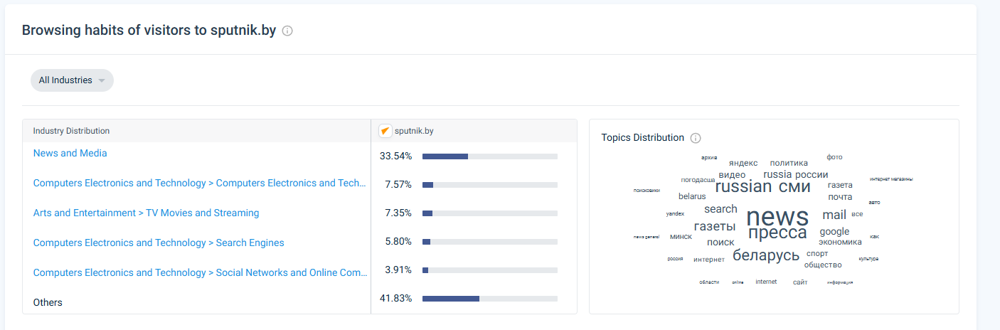 Browsing habits of visitors to sputnik.by
All Industries
Industry Distribution
sputnik.by
News and Media
33.54%
Computers Electronics and Technology > Computers Electronics and Tech...
7.57%
Arts and Entertainment > TV Movies and Streaming
7.35%
Computers Electronics and Technology > Search Engines
5.80%
Computers Electronics and Technology > Social Networks and Online Com...
3.91%
Others
41.83%
Topics Distribution
архив
фото
яндекс политика
видео russia россии
погодасша интернет магазины
russian сми газета
поисковики
belarus почта
авто
search
yandex news mail все
газеты пресса google
news general минск как
поиск экономика
беларусь спорт
россия интернет культура
общество
области online internet сайт информация